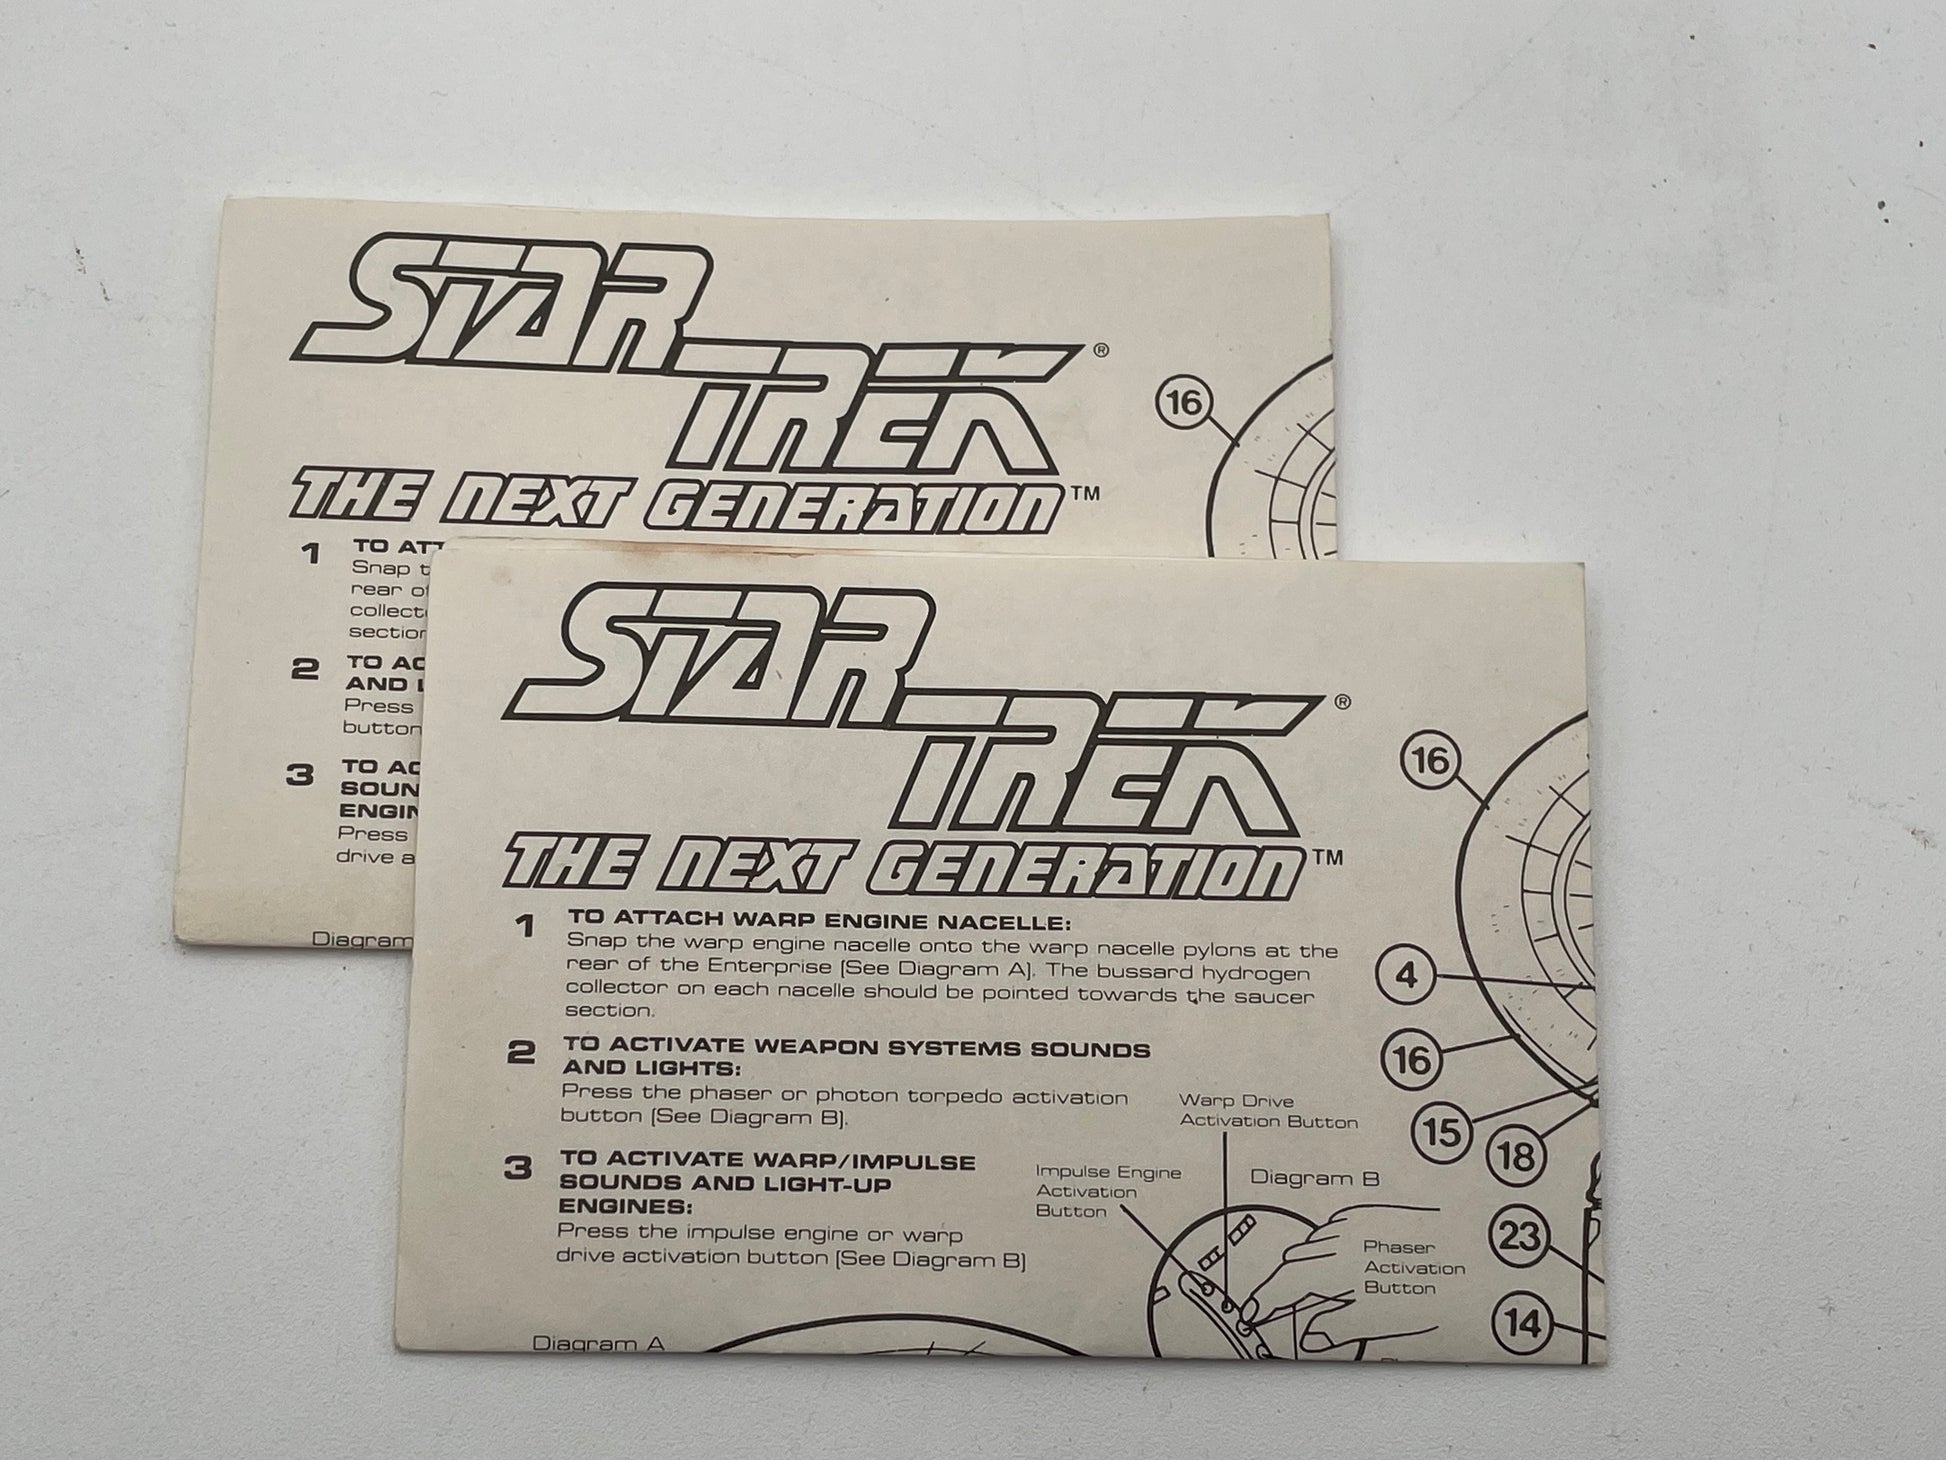 STAR
TREK®
THE NEXT GENERATION™
16
1 TO ATT
Snap t
rear of
collect
section
2 TO AC
AND L
Press
button
3 TO AC
SOUN
ENGIN
Press
drive a
Diagram
STAR
TREK®
THE NEXT GENERATION™
1 TO ATTACH WARP ENGINE NACELLE:
Snap the warp engine nacelle onto the warp nacelle pylons at the
rear of the Enterprise (See Diagram A). The bussard hydrogen
collector on each nacelle should be pointed towards the saucer
section.
2 TO ACTIVATE WEAPON SYSTEMS SOUNDS
AND LIGHTS:
Press the phaser or photon torpedo activation
button (See Diagram B).
3 TO ACTIVATE WARP/IMPULSE
SOUNDS AND LIGHT-UP
ENGINES:
Press the impulse engine or warp
drive activation button (See Diagram B)
Diagram A
Warp Drive
Activation Button
Impulse Engine
Activation
Button
Diagram B
Phaser
Activation
Button
16
4
16
15
18
23
14